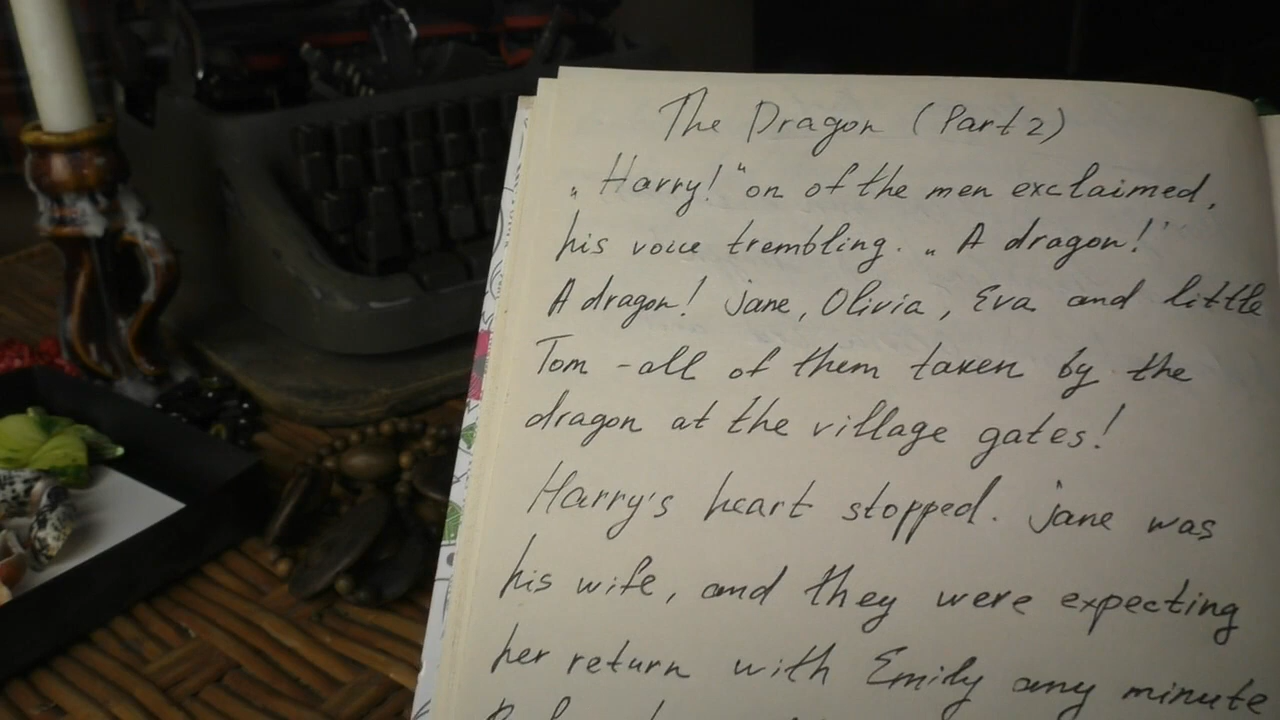 The Dragon (Part 2)
„Harry!“ on of the men exclaimed,
his voice trembling. „A dragon!“
A dragon! Jane, Olivia, Eva and little
Tom - all of them taken by the
dragon at the village gates!
Harry's heart stopped. Jane was
his wife, and they were expecting
her return with Emily any minute